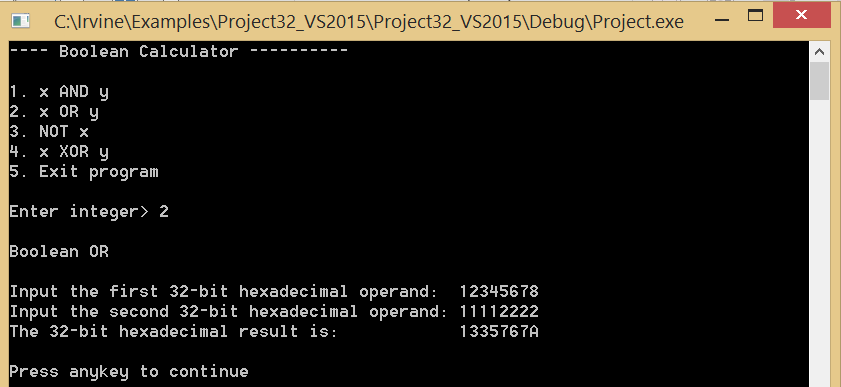 C:\Irvine\Examples\Project32_VS2015\Project32_VS2015\Debug\Project.exe
---- Boolean Calculator ----------
1. x AND y
2. x OR y
3. NOT x
4. x XOR y
5. Exit program
Enter integer> 2
Boolean OR
Input the first 32-bit hexadecimal operand:  12345678
Input the second 32-bit hexadecimal operand: 11112222
The 32-bit hexadecimal result is:            1335767A
Press anykey to continue